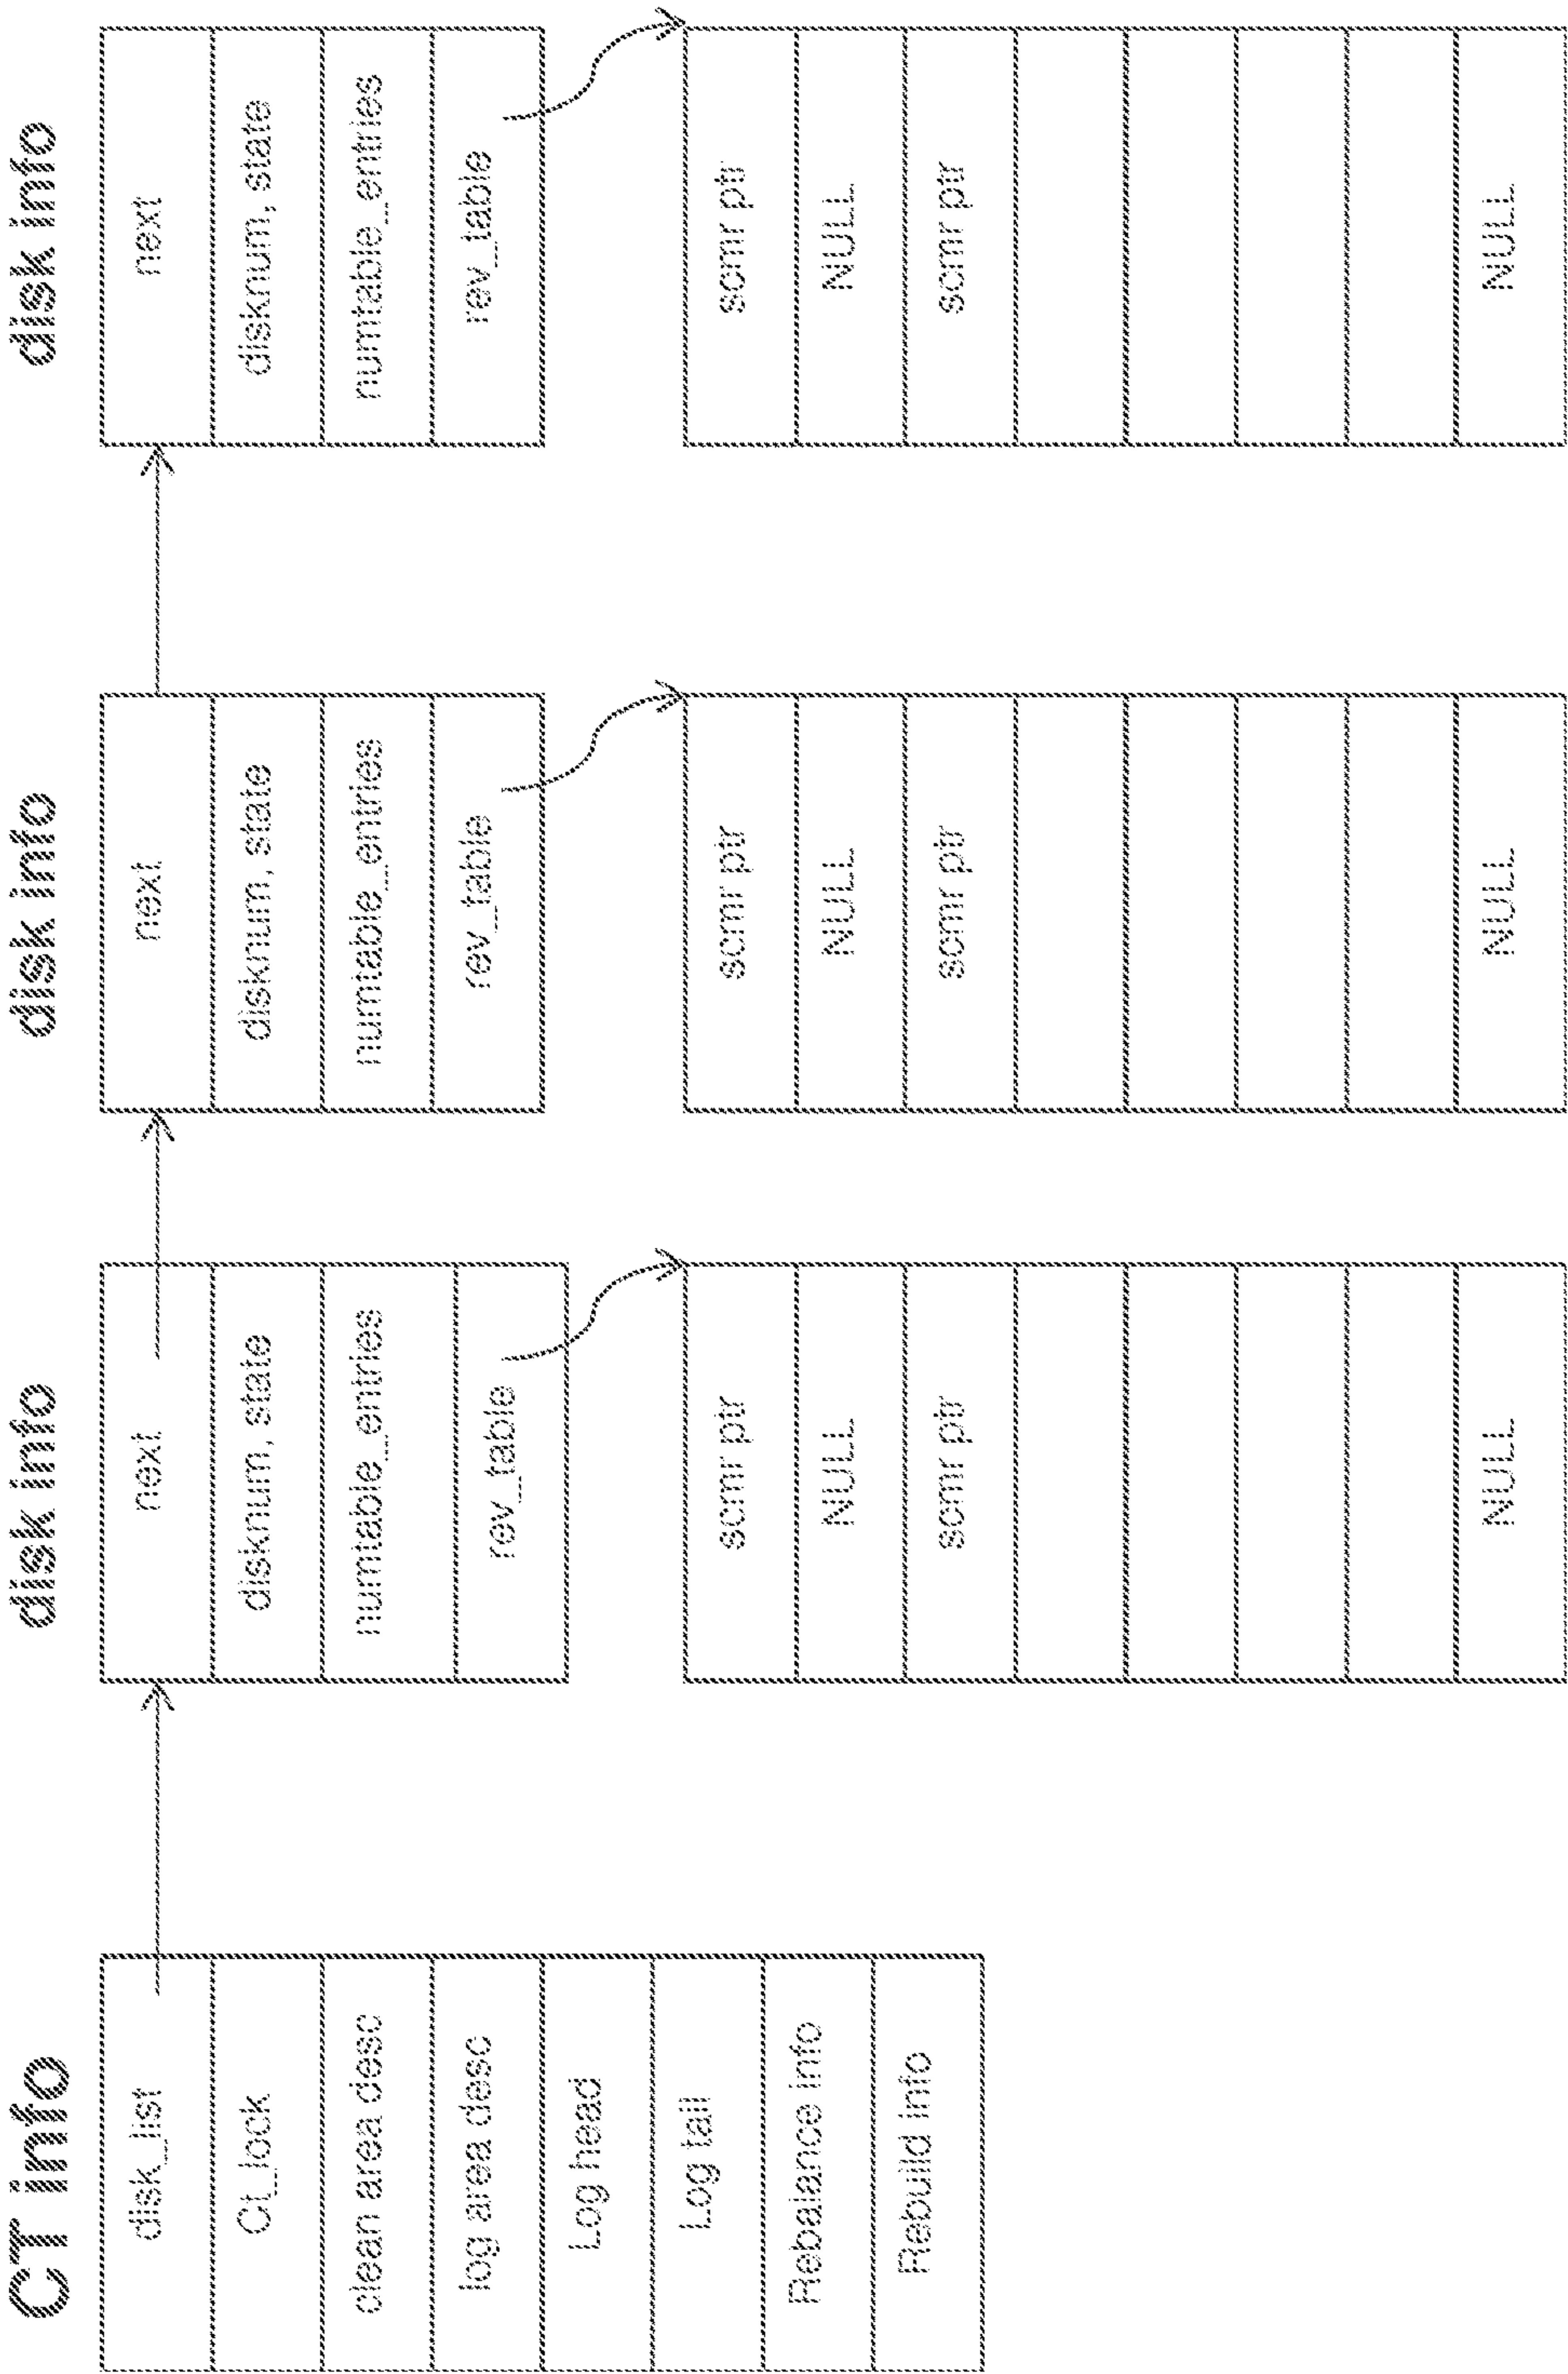 CT info
disk_list
Ct_lock
clean area desc
log area desc
Log head
Log tail
Rebalance info
Rebuild info
disk info
next
disknum, state
numtable_entries
rev_table
scmr ptr
NULL
scmr ptr
NULL
disk info
next
disknum, state
numtable_entries
rev_table
scmr ptr
NULL
scmr ptr
NULL
disk info
next
disknum, state
numtable_entries
rev_table
scmr ptr
NULL
scmr ptr
NULL